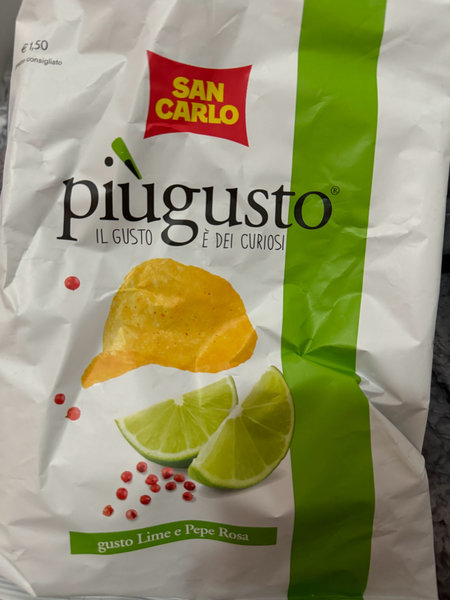 € 1,50
consigliato
SAN
CARLO
piùgusto®
IL GUSTO È DEI CURIOSI
gusto Lime e Pepe Rosa